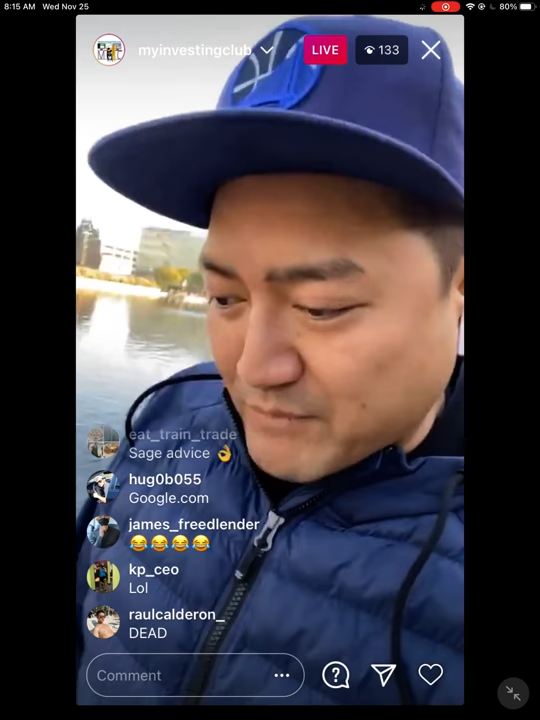 8:15 AM Wed Nov 25
80%
myinvestingclub
LIVE
133
eat_train_trade
Sage advice 👌
hug0b055
Google.com
james_freedlender
😂😂😂😂
kp_ceo
Lol
raulcalderon_
DEAD
Comment